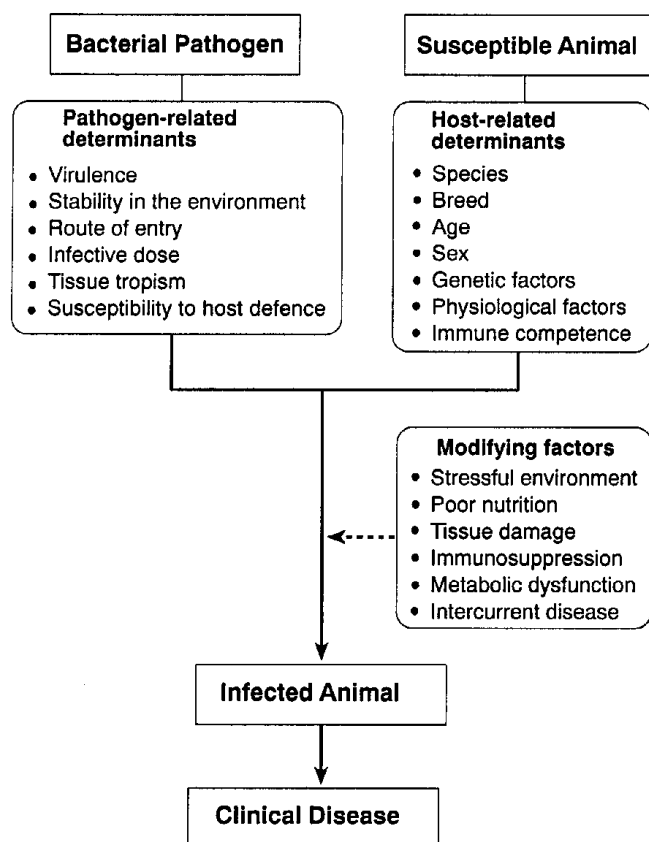 Bacterial Pathogen
Susceptible Animal
Pathogen-related
determinants
• Virulence
• Stability in the environment
• Route of entry
• Infective dose
• Tissue tropism
• Susceptibility to host defence
Host-related
determinants
• Species
• Breed
• Age
• Sex
• Genetic factors
• Physiological factors
• Immune competence
Modifying factors
• Stressful environment
• Poor nutrition
• Tissue damage
• Immunosuppression
• Metabolic dysfunction
• Intercurrent disease
Infected Animal
Clinical Disease